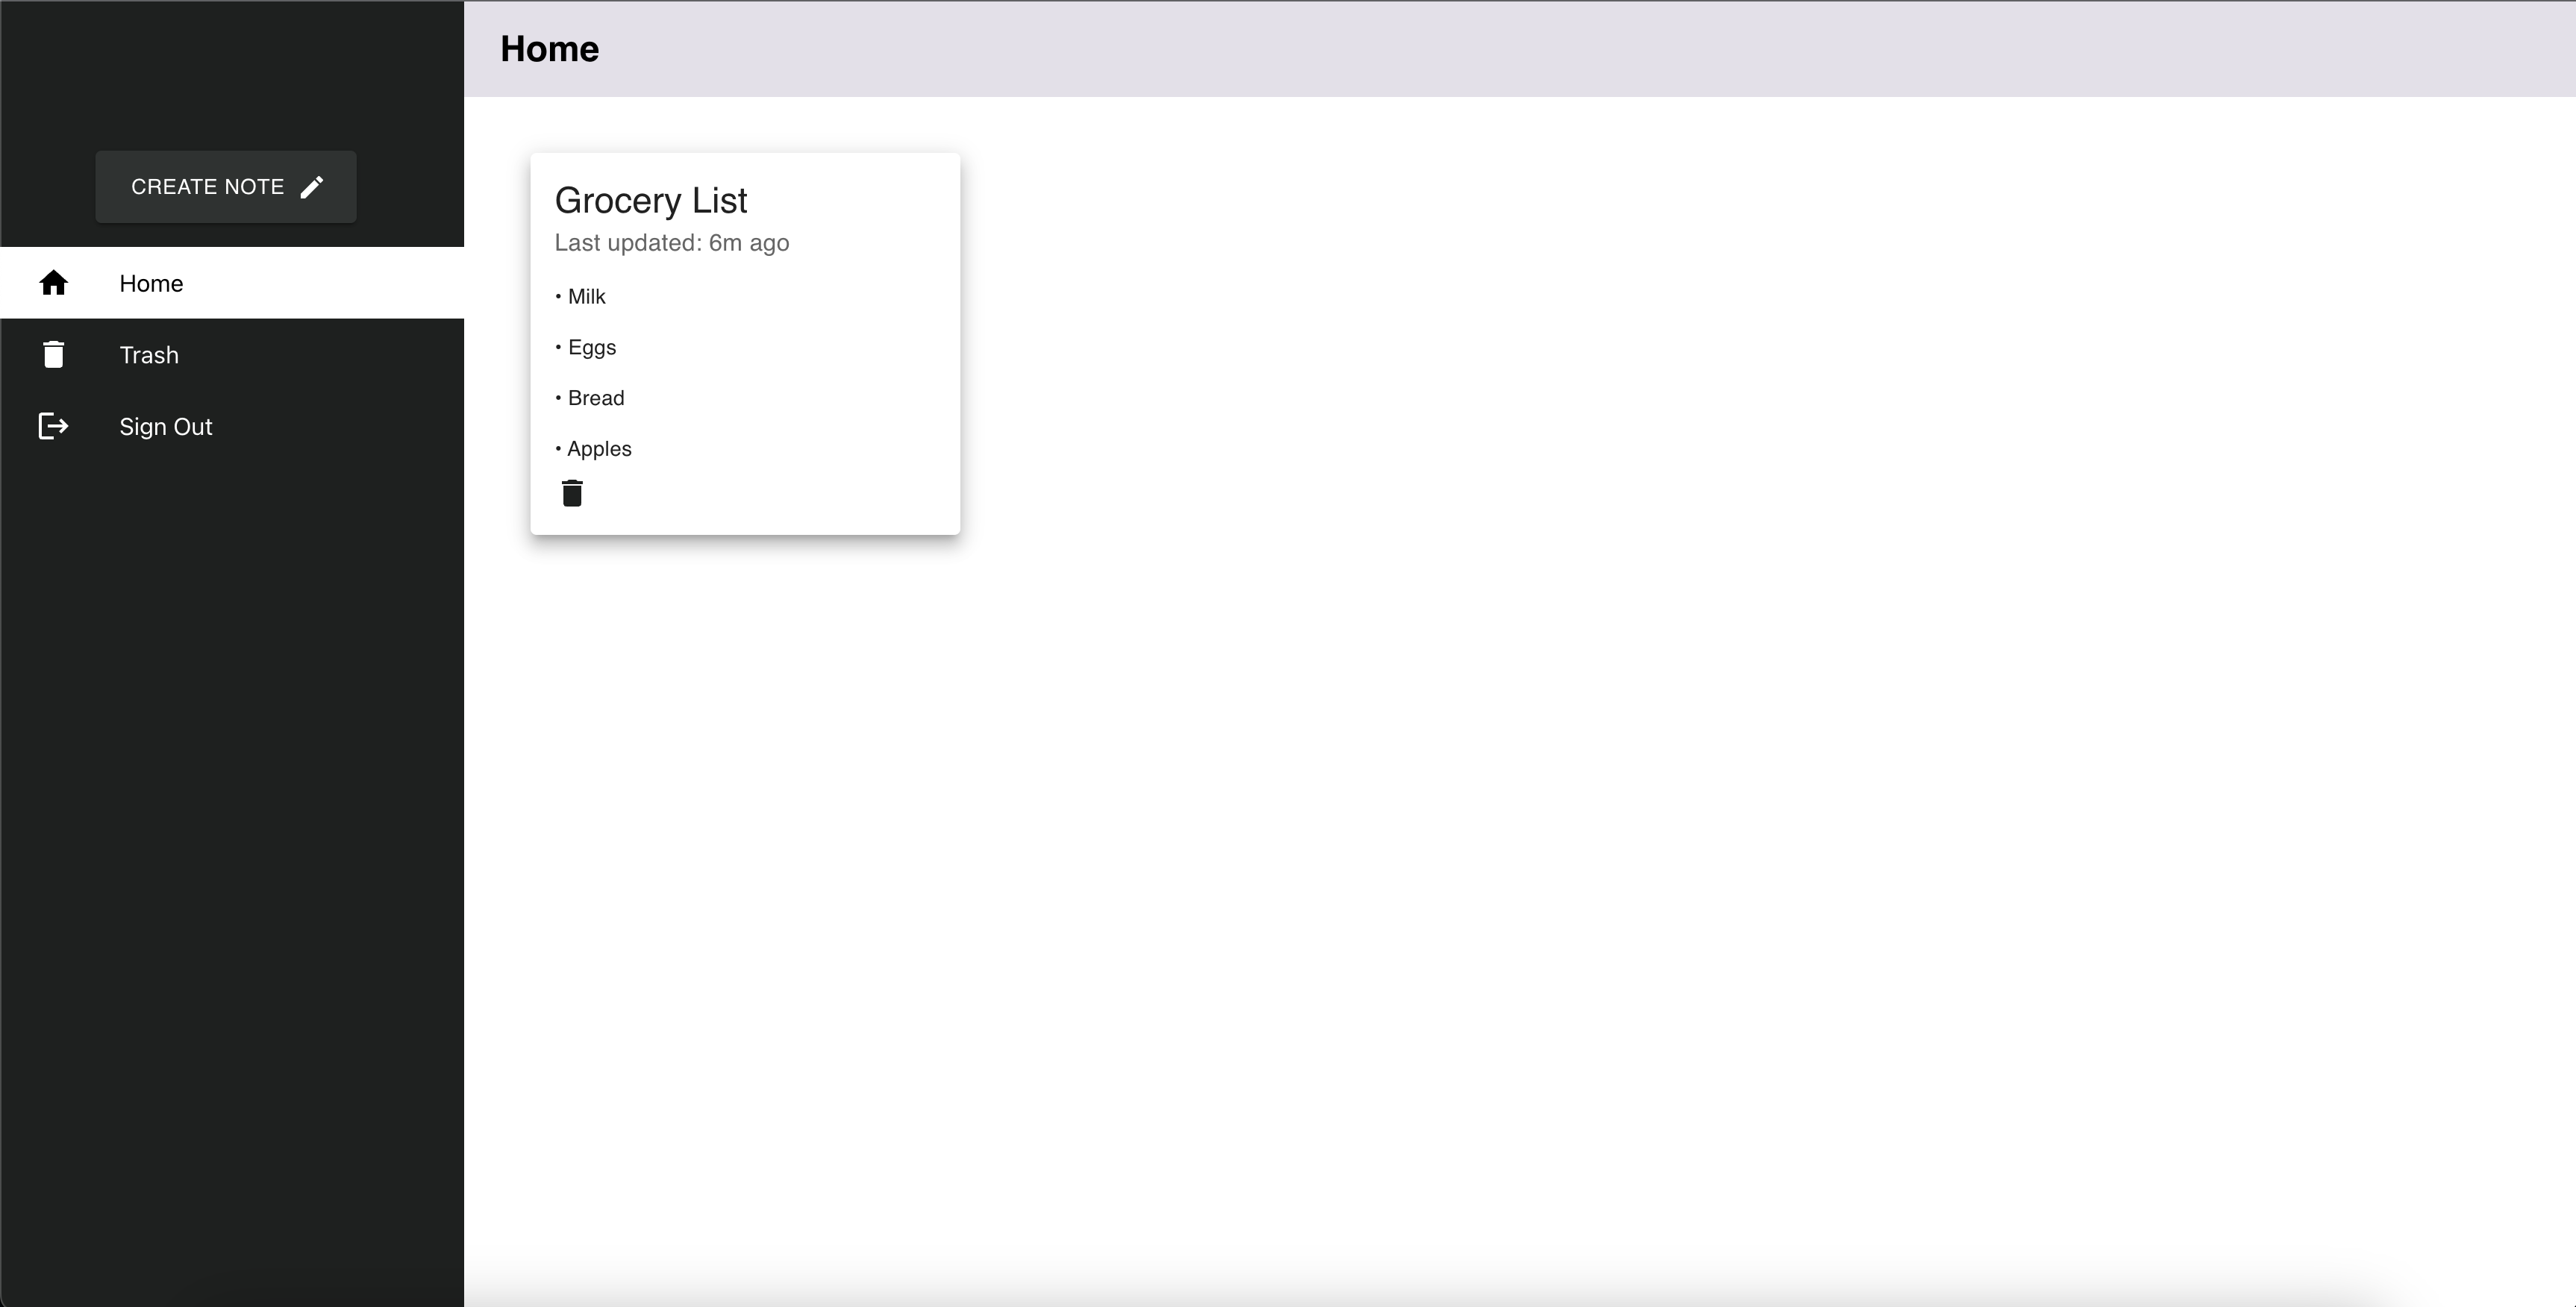 CREATE NOTE
Home
Trash
Sign Out
Home
Grocery List
Last updated: 6m ago
• Milk
• Eggs
• Bread
• Apples